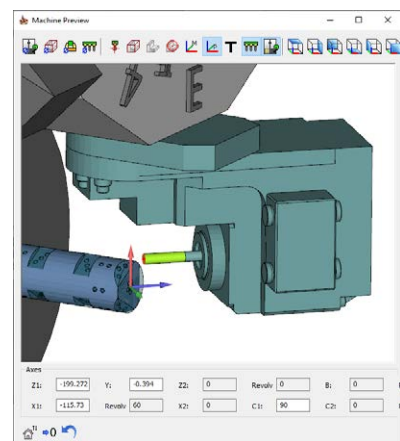 Machine Preview
T
E
Axes
Z1: -199.272 Y: -0.394 Z2: 0 Revolv 0 B: 0
X1: -115.73 Revolv 60 X2: 0 C1: 90 C2: 0